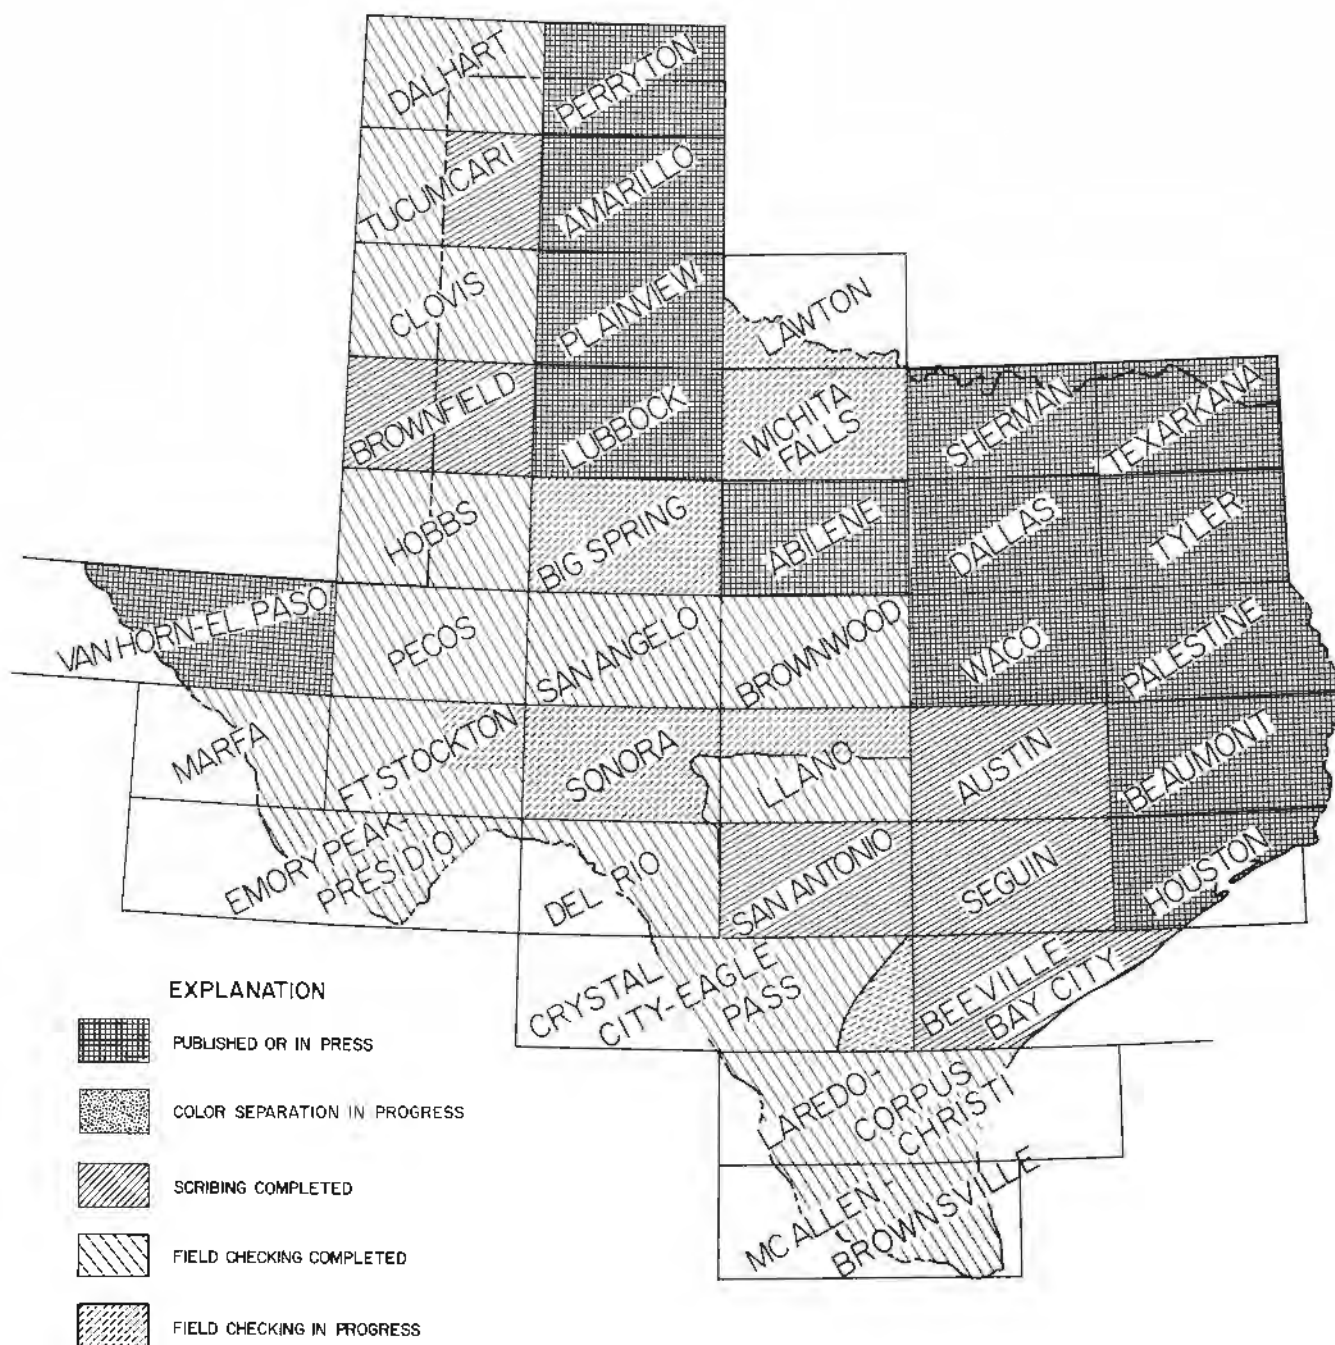 DALHART
PERRYTON
TUCUMCARI
AMARILLO
CLOVIS
PLAINVIEW
LAWTON
BROWNFIELD
LUBBOCK
WICHITA
FALLS
SHERMAN
TEXARKANA
HOBBS
BIG SPRING
ABILENE
DALLAS
TYLER
VAN HORN-EL PASO
PECOS
SAN ANGELO
BROWNWOOD
WACO
PALESTINE
MARFA
FT. STOCKTON
SONORA
LLANO
AUSTIN
BEAUMONT
EMORY PEAK-
PRESIDIO
DEL RIO
SAN ANTONIO
SEGUIN
HOUSTON
CRYSTAL
CITY-EAGLE
PASS
BEEVILLE
BAY CITY
LAREDO-
CORPUS
CHRISTI
MC ALLEN-
BROWNSVILLE
EXPLANATION
PUBLISHED OR IN PRESS
COLOR SEPARATION IN PROGRESS
SCRIBING COMPLETED
FIELD CHECKING COMPLETED
FIELD CHECKING IN PROGRESS